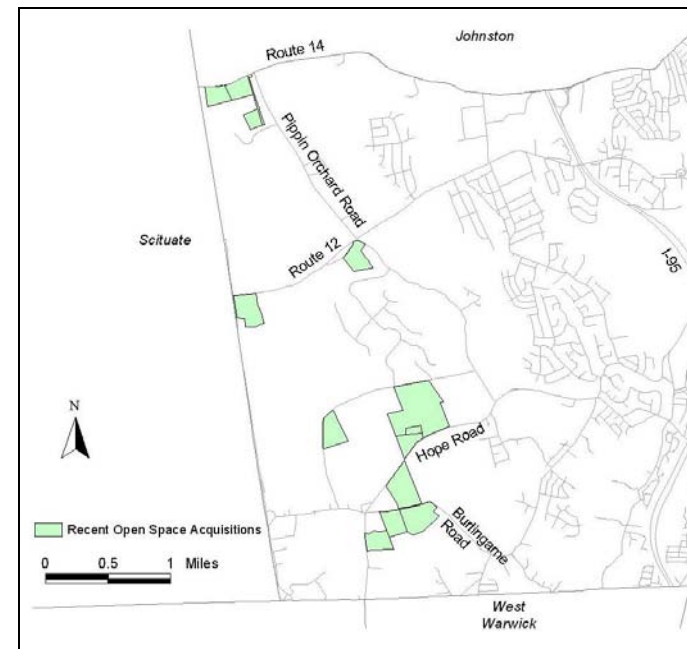 Johnston
Route 14
Pippin Orchard Road
Scituate
Route 12
I-95
N
Hope Road
Burlingame
Road
Recent Open Space Acquisitions
0 0.5 1 Miles
West
Warwick